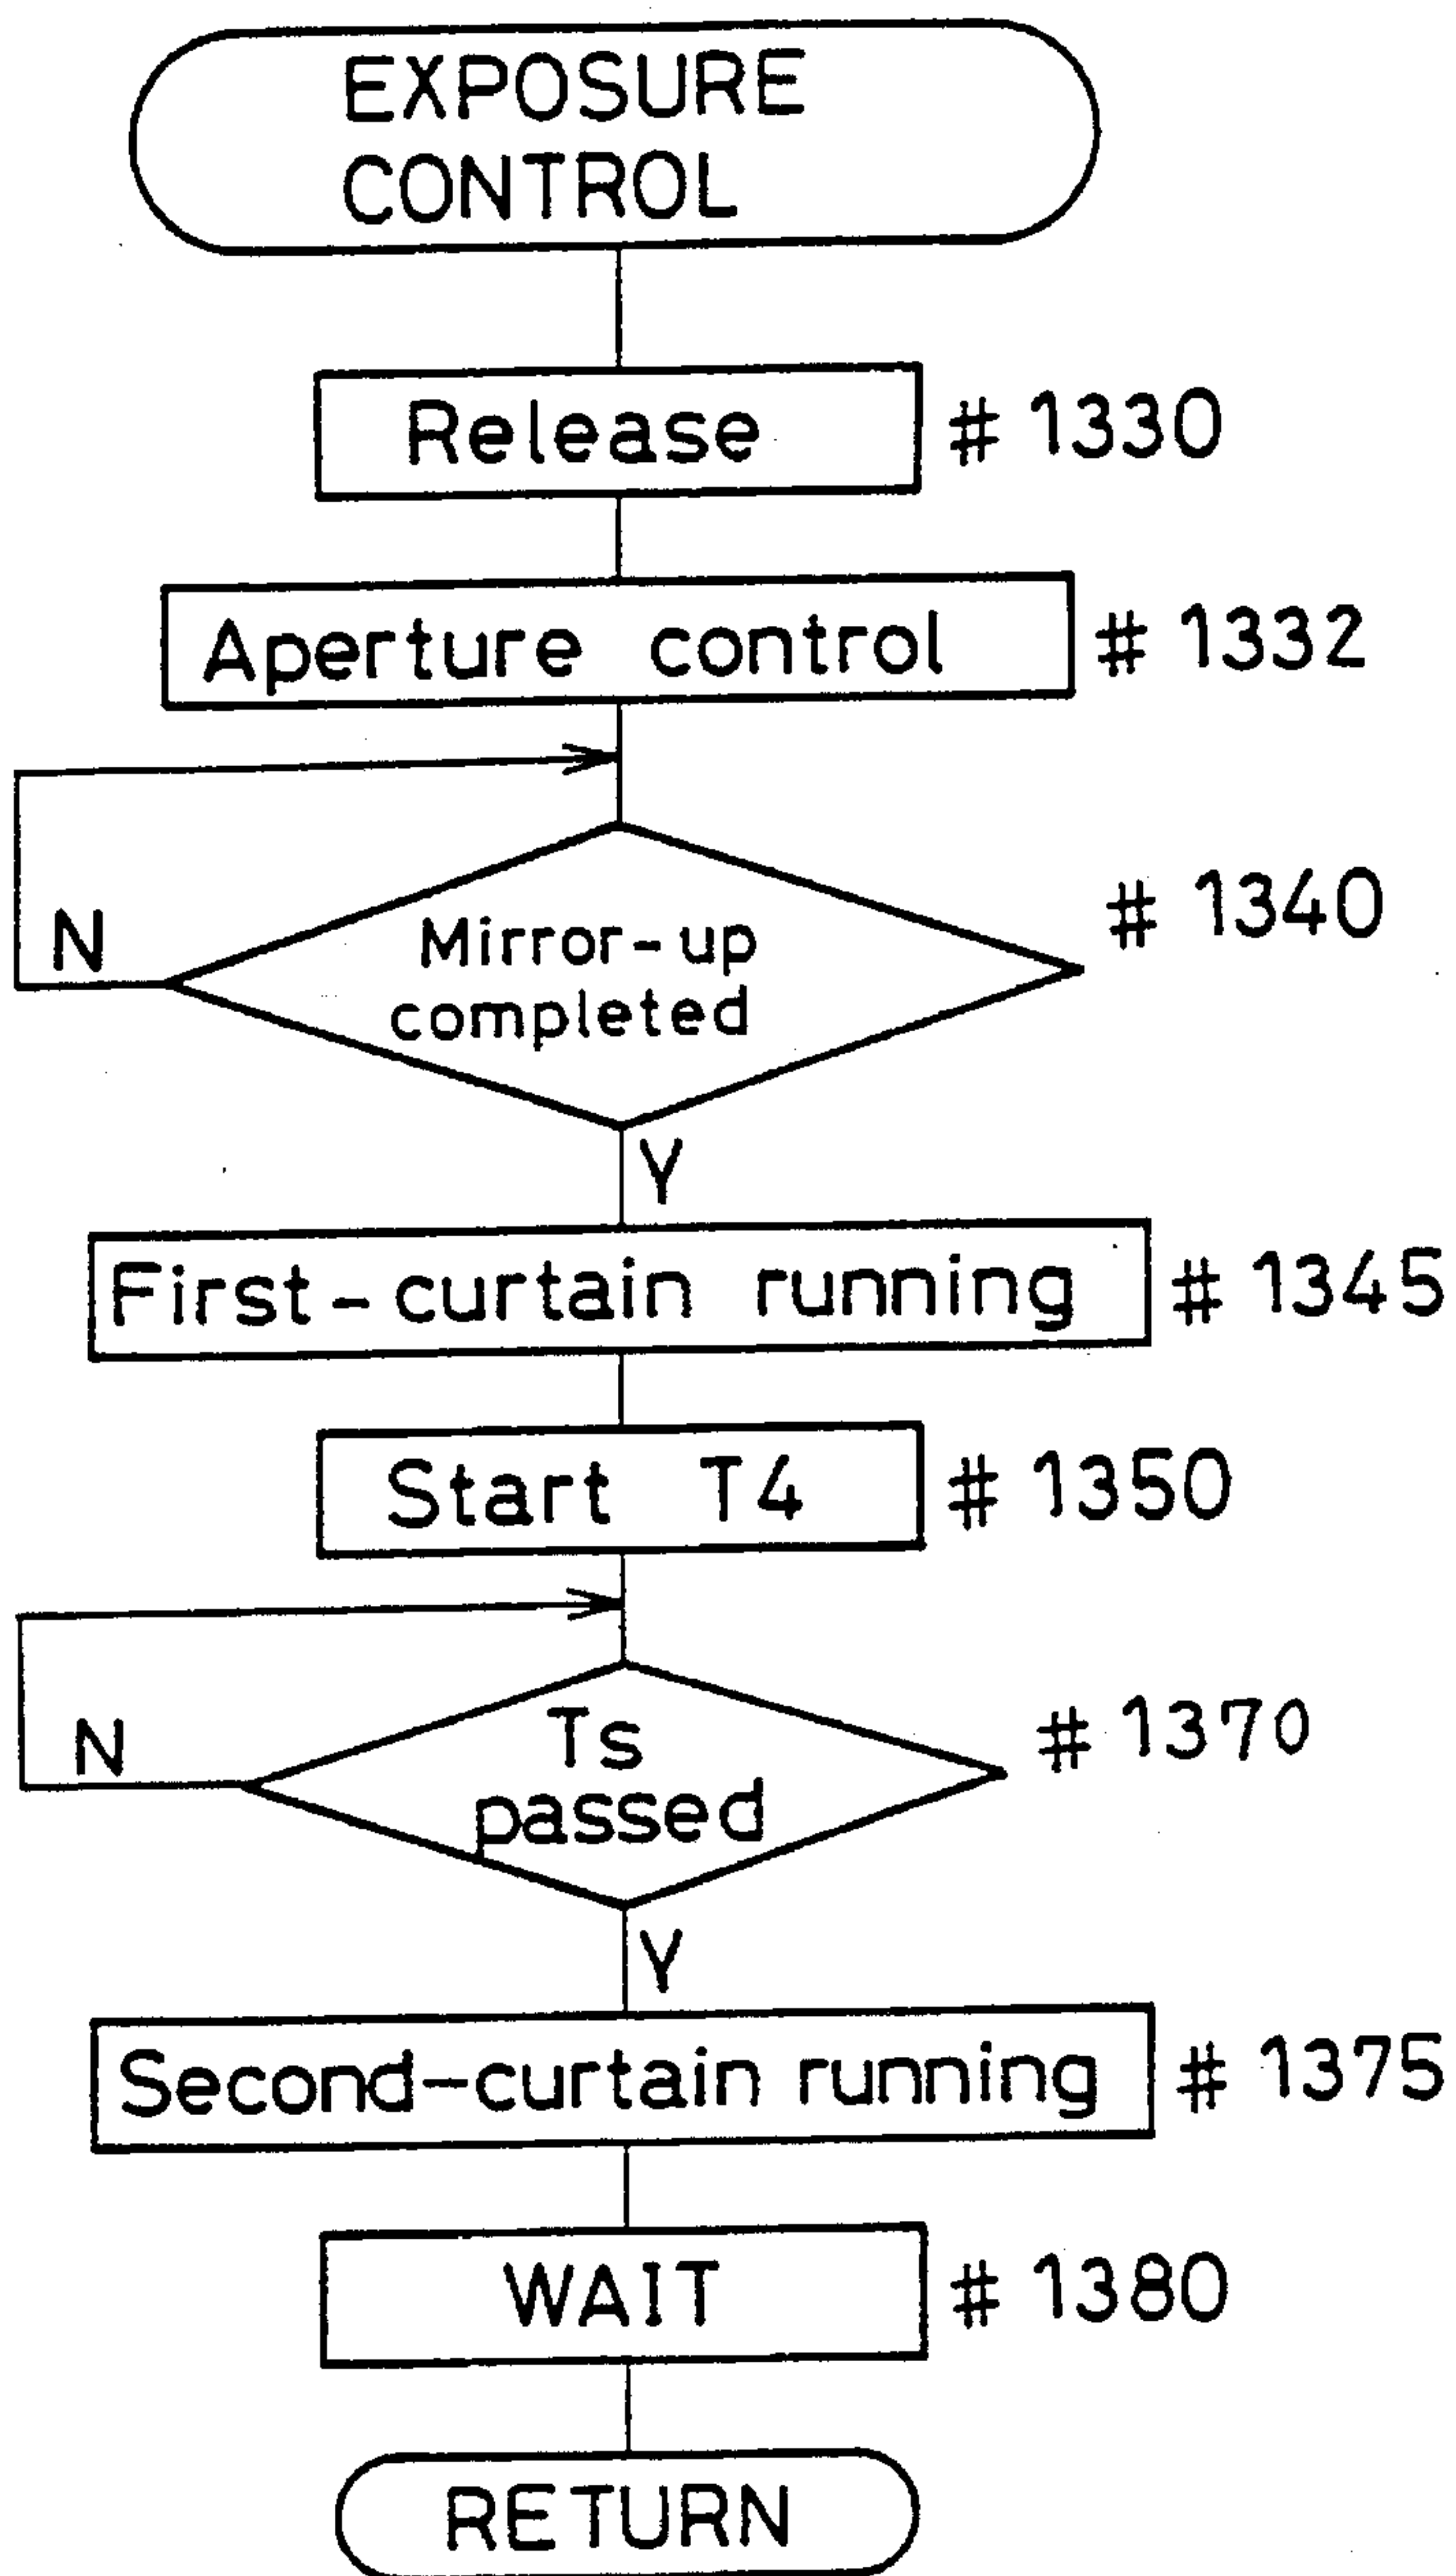 EXPOSURE
CONTROL
Release # 1330
Aperture control # 1332
N
Mirror-up
completed
# 1340
Y
First-curtain running # 1345
Start T4 # 1350
N
Ts
passed
# 1370
Y
Second-curtain running # 1375
WAIT # 1380
RETURN